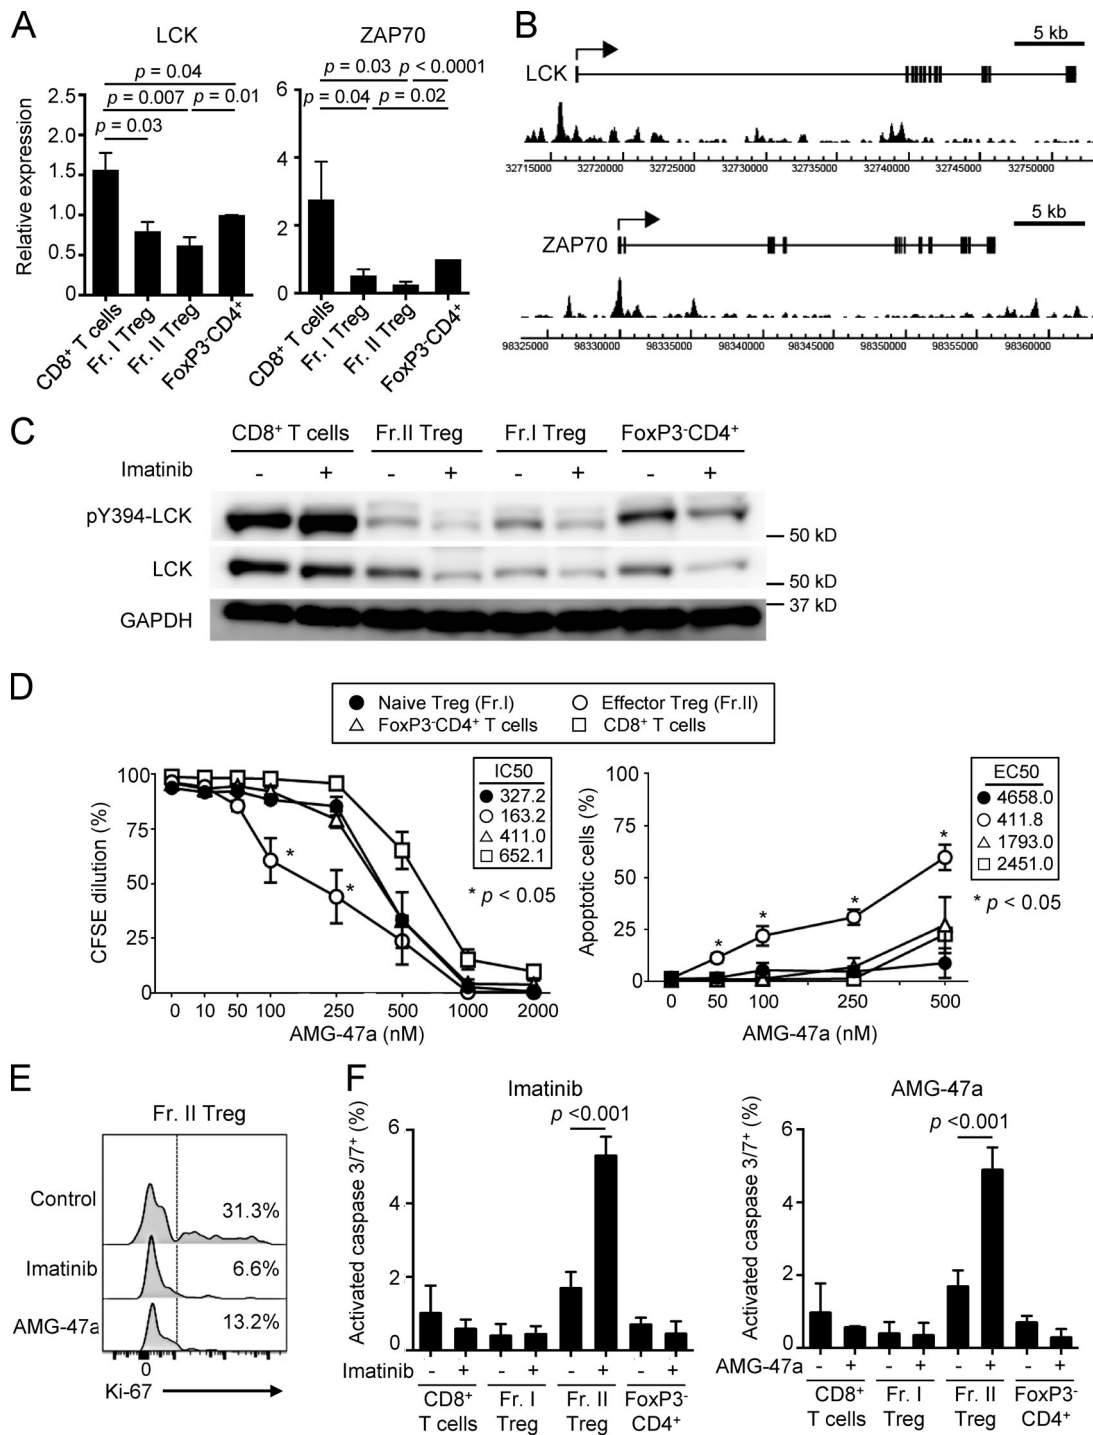 A
LCK
ZAP70
p = 0.04
p = 0.007
p = 0.01
p = 0.03
p = 0.03
p < 0.0001
p = 0.04
p = 0.02
Relative expression
2.5
2.0
1.5
1.0
0.5
0
6
4
2
0
CD8+ T cells
Fr. I Treg
Fr. II Treg
FoxP3-CD4+
CD8+ T cells
Fr. I Treg
Fr. II Treg
FoxP3-CD4+
B
5 kb
LCK
32715000 32720000 32725000 32730000 32735000 32740000 32745000 32750000
5 kb
ZAP70
98325000 98330000 98335000 98340000 98345000 98350000 98355000 98360000
C
CD8+ T cells Fr.II Treg Fr.I Treg FoxP3-CD4+
Imatinib - + - + - + - +
pY394-LCK
50 kD
LCK
50 kD
37 kD
GAPDH
D
Naive Treg (Fr.I) Effector Treg (Fr.II)
FoxP3-CD4+ T cells CD8+ T cells
CFSE dilution (%)
100
75
50
25
0
0 10 50 100 250 500 1000 2000
AMG-47a (nM)
IC50
327.2
163.2
411.0
652.1
* p < 0.05
*
*
Apoptotic cells (%)
100
75
50
25
0
0 50 100 250 500
AMG-47a (nM)
EC50
4658.0
411.8
1793.0
2451.0
* p < 0.05
*
*
*
*
E
Fr. II Treg
Control 31.3%
Imatinib 6.6%
AMG-47a 13.2%
0
Ki-67
F
Imatinib
p <0.001
Activated caspase 3/7+ (%)
6
4
2
0
Imatinib - + - + - + - +
CD8+ T cells
Fr. I Treg
Fr. II Treg
FoxP3- CD4+
AMG-47a
p <0.001
Activated caspase 3/7+ (%)
6
4
2
0
AMG-47a - + - + - + - +
CD8+ T cells
Fr. I Treg
Fr. II Treg
FoxP3- CD4+